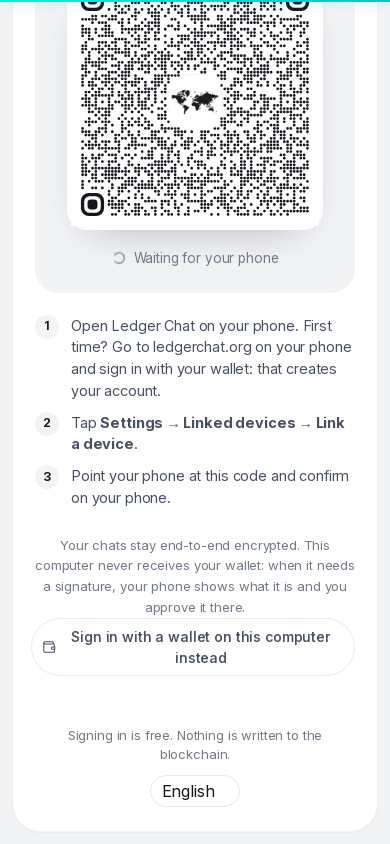 Waiting for your phone
1 Open Ledger Chat on your phone. First
time? Go to ledgerchat.org on your phone
and sign in with your wallet: that creates
your account.
2 Tap Settings → Linked devices → Link
a device.
3 Point your phone at this code and confirm
on your phone.
Your chats stay end-to-end encrypted. This
computer never receives your wallet: when it needs
a signature, your phone shows what it is and you
approve it there.
Sign in with a wallet on this computer
instead
Signing in is free. Nothing is written to the
blockchain.
English